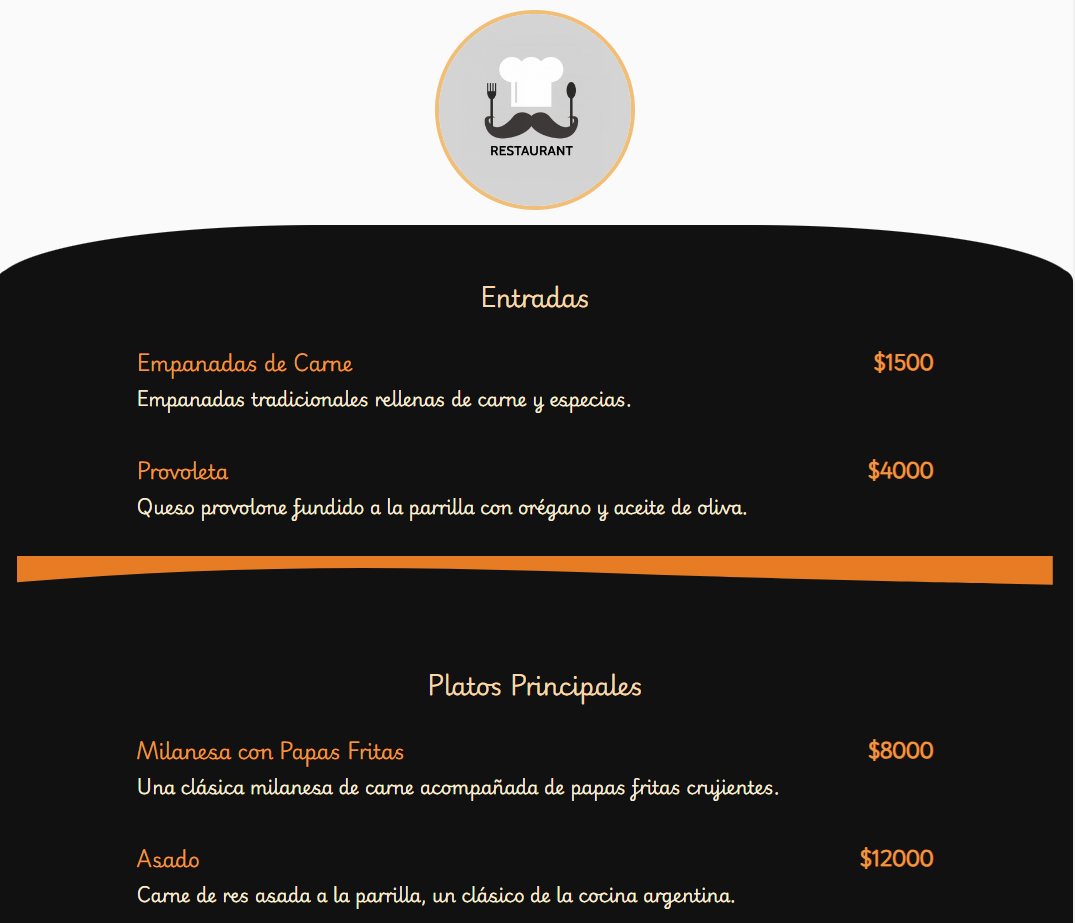 RESTAURANT
Entradas
Empanadas de Carne $1500
Empanadas tradicionales rellenas de carne y especias.
Provoleta $4000
Queso provolone fundido a la parrilla con orégano y aceite de oliva.
Platos Principales
Milanesa con Papas Fritas $8000
Una clásica milanesa de carne acompañada de papas fritas crujientes.
Asado $12000
Carne de res asada a la parrilla, un clásico de la cocina argentina.